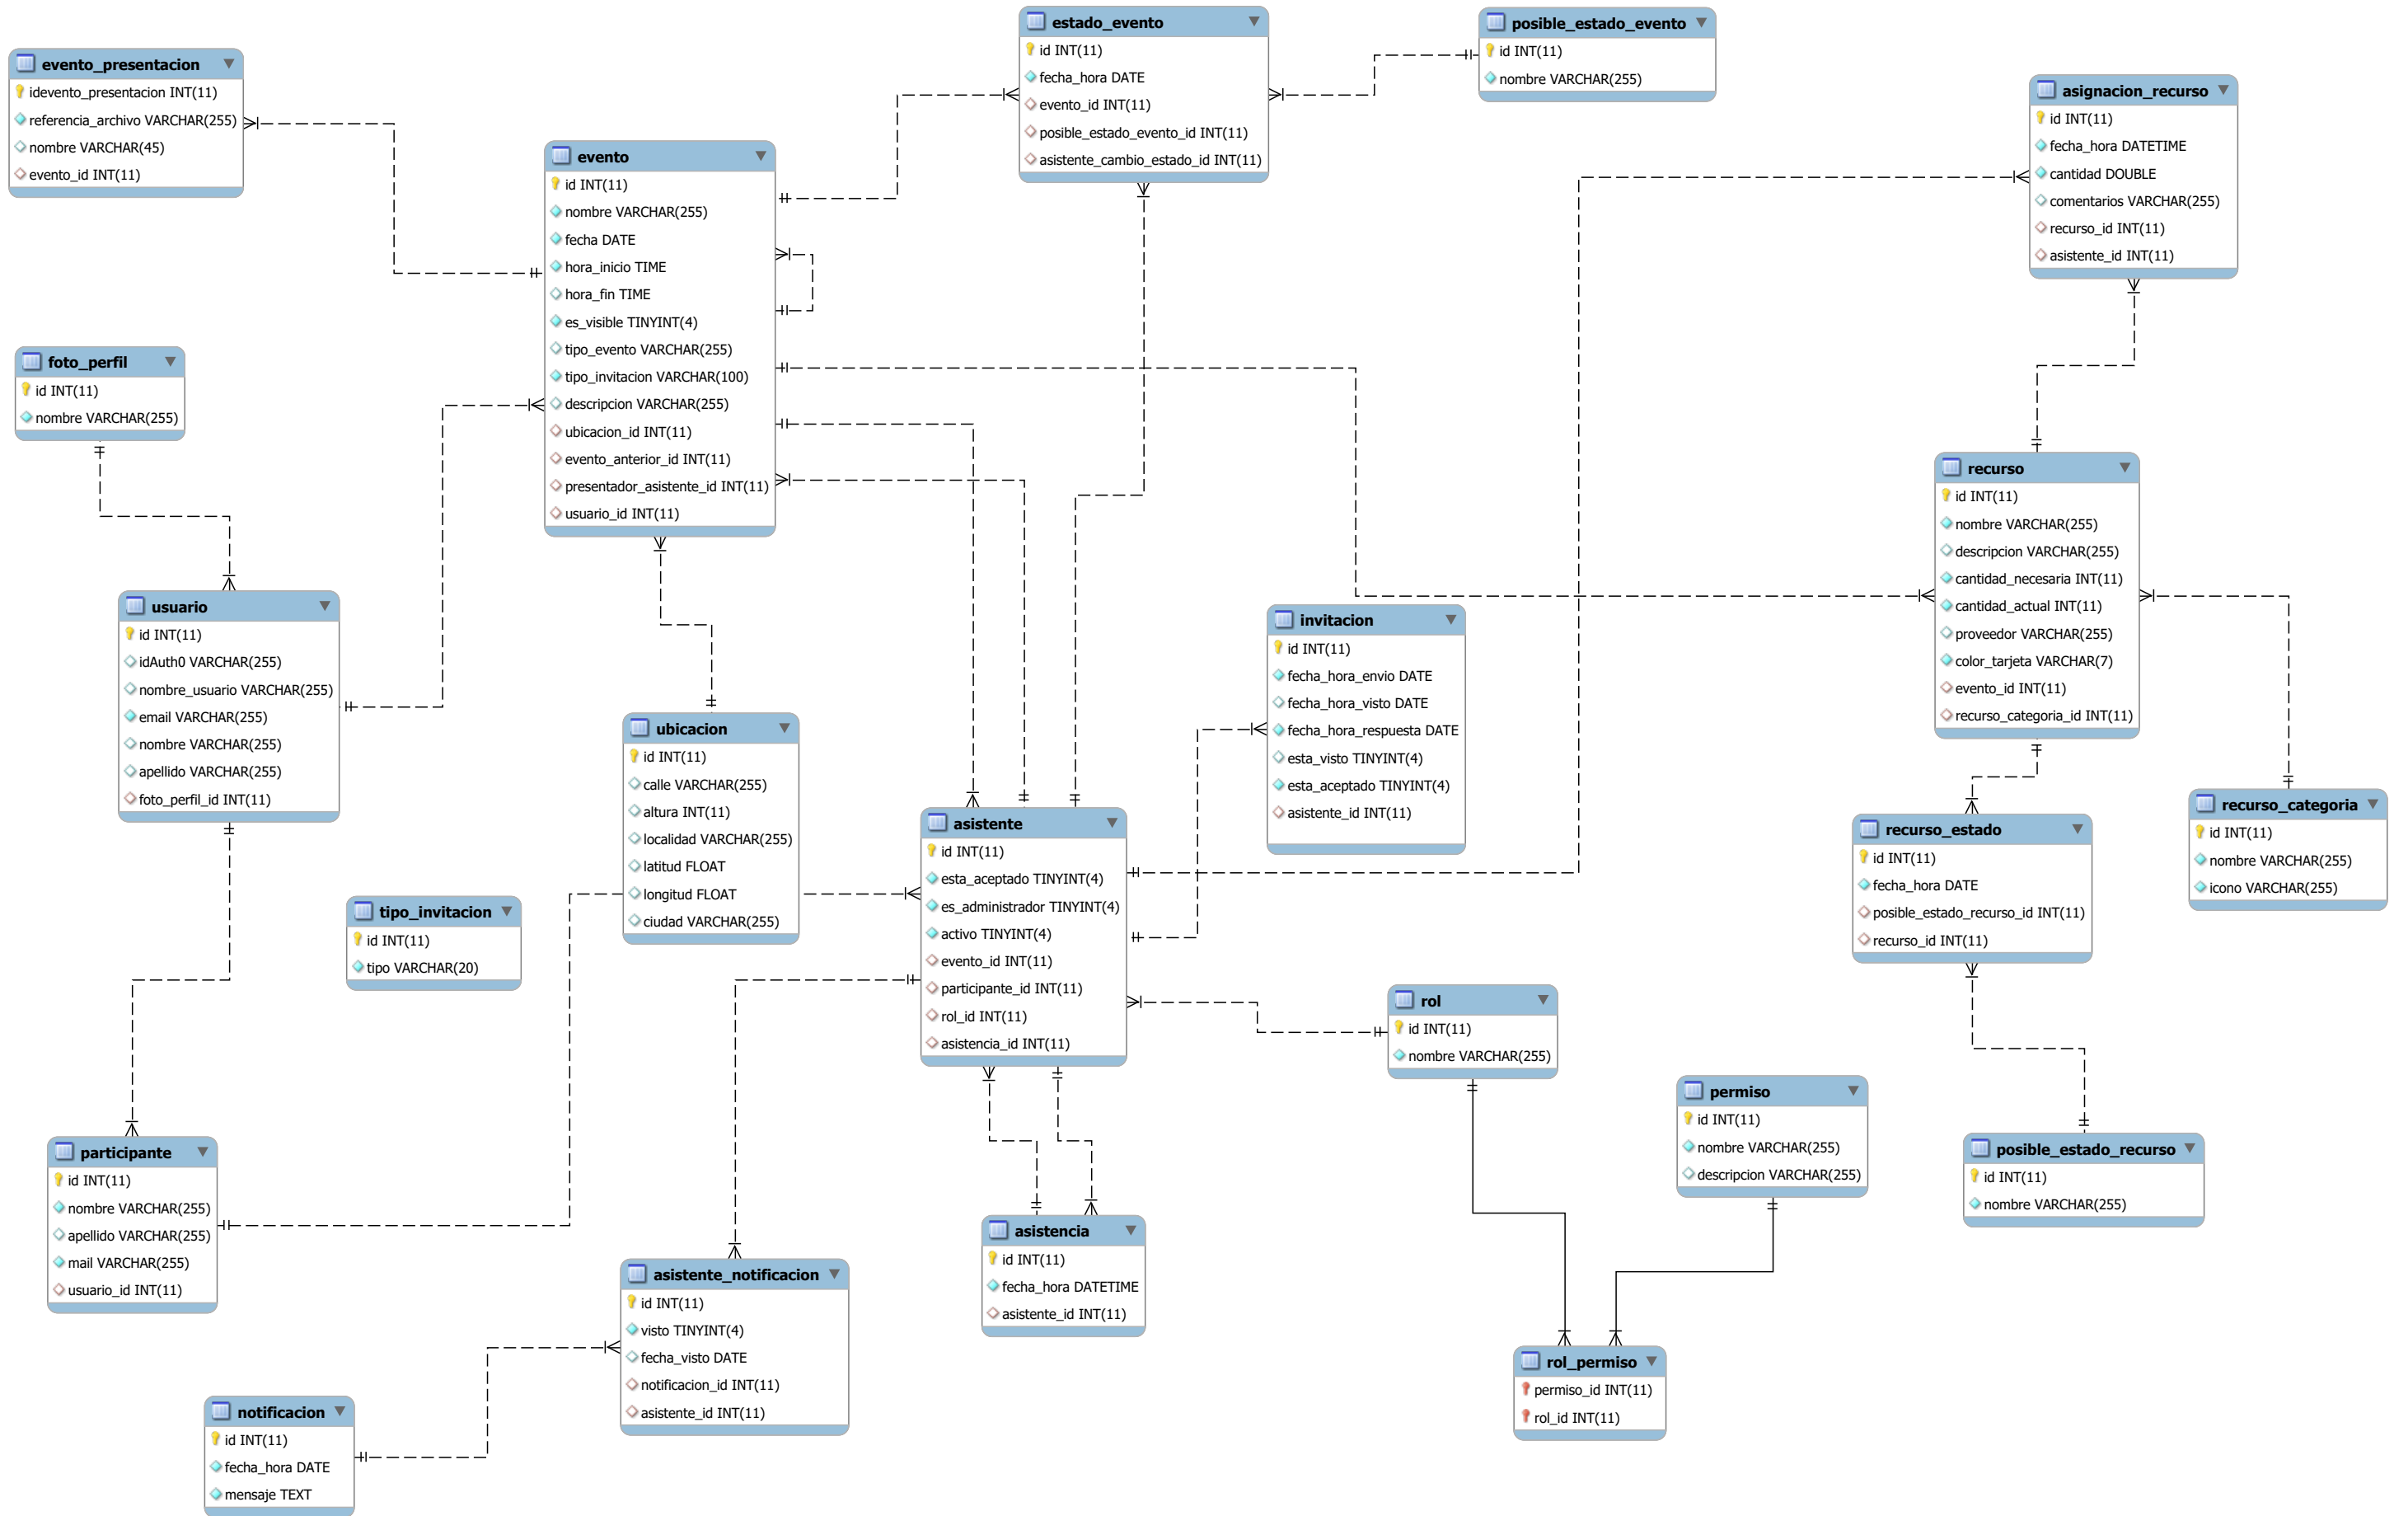 estado_evento
id INT(11)
fecha_hora DATE
evento_id INT(11)
posible_estado_evento_id INT(11)
asistente_cambio_estado_id INT(11)
posible_estado_evento
id INT(11)
nombre VARCHAR(255)
evento_presentacion
idevento_presentacion INT(11)
referencia_archivo VARCHAR(255)
nombre VARCHAR(45)
evento_id INT(11)
asignacion_recurso
id INT(11)
fecha_hora DATETIME
cantidad DOUBLE
comentarios VARCHAR(255)
recurso_id INT(11)
asistente_id INT(11)
evento
id INT(11)
nombre VARCHAR(255)
fecha DATE
hora_inicio TIME
hora_fin TIME
es_visible TINYINT(4)
tipo_evento VARCHAR(255)
tipo_invitacion VARCHAR(100)
descripcion VARCHAR(255)
ubicacion_id INT(11)
evento_anterior_id INT(11)
presentador_asistente_id INT(11)
usuario_id INT(11)
foto_perfil
id INT(11)
nombre VARCHAR(255)
recurso
id INT(11)
nombre VARCHAR(255)
descripcion VARCHAR(255)
cantidad_necesaria INT(11)
cantidad_actual INT(11)
proveedor VARCHAR(255)
color_tarjeta VARCHAR(7)
evento_id INT(11)
recurso_categoria_id INT(11)
usuario
id INT(11)
idAuth0 VARCHAR(255)
nombre_usuario VARCHAR(255)
email VARCHAR(255)
nombre VARCHAR(255)
apellido VARCHAR(255)
foto_perfil_id INT(11)
invitacion
id INT(11)
fecha_hora_envio DATE
fecha_hora_visto DATE
fecha_hora_respuesta DATE
esta_visto TINYINT(4)
esta_aceptado TINYINT(4)
asistente_id INT(11)
ubicacion
id INT(11)
calle VARCHAR(255)
altura INT(11)
localidad VARCHAR(255)
latitud FLOAT
longitud FLOAT
ciudad VARCHAR(255)
recurso_categoria
id INT(11)
nombre VARCHAR(255)
icono VARCHAR(255)
asistente
id INT(11)
esta_aceptado TINYINT(4)
es_administrador TINYINT(4)
activo TINYINT(4)
evento_id INT(11)
participante_id INT(11)
rol_id INT(11)
asistencia_id INT(11)
recurso_estado
id INT(11)
fecha_hora DATE
posible_estado_recurso_id INT(11)
recurso_id INT(11)
tipo_invitacion
id INT(11)
tipo VARCHAR(20)
rol
id INT(11)
nombre VARCHAR(255)
permiso
id INT(11)
nombre VARCHAR(255)
descripcion VARCHAR(255)
posible_estado_recurso
id INT(11)
nombre VARCHAR(255)
participante
id INT(11)
nombre VARCHAR(255)
apellido VARCHAR(255)
mail VARCHAR(255)
usuario_id INT(11)
asistencia
id INT(11)
fecha_hora DATETIME
asistente_id INT(11)
asistente_notificacion
id INT(11)
visto TINYINT(4)
fecha_visto DATE
notificacion_id INT(11)
asistente_id INT(11)
rol_permiso
permiso_id INT(11)
rol_id INT(11)
notificacion
id INT(11)
fecha_hora DATE
mensaje TEXT